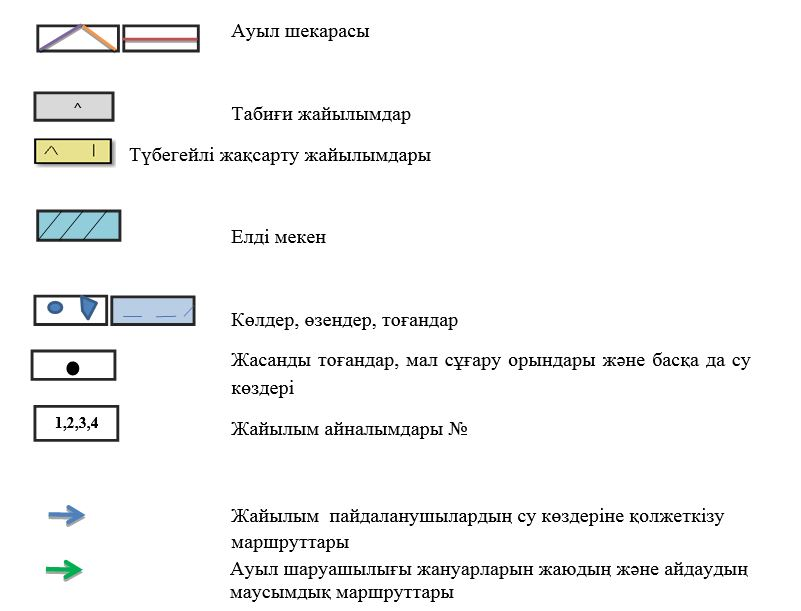 Ауыл шекарасы
^
Табиғи жайылымдар
Түбегейлі жақсарту жайылымдары
Елді мекен
Көлдер, өзендер, тоғандар
Жасанды тоғандар, мал сұғару орындары және басқа да су
көздері
1,2,3,4
Жайылым айналымдары №
Жайылым пайдаланушылардың су көздеріне қолжеткізу
маршруттары
Ауыл шаруашылығы жануарларын жаюдың және айдаудың
маусымдық маршруттары